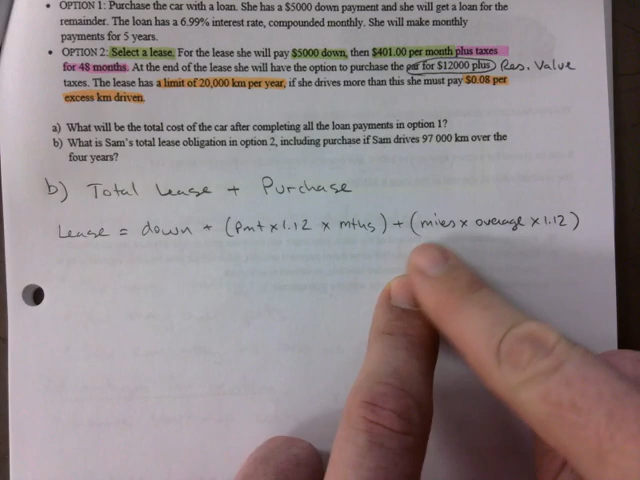 • OPTION 1: Purchase the car with a loan. She has a $5000 down payment and she will get a loan for the
remainder. The loan has a 6.99% interest rate, compounded monthly. She will make monthly
payments for 5 years.
• OPTION 2: Select a lease. For the lease she will pay $5000 down, then $401.00 per month plus taxes
for 48 months. At the end of the lease she will have the option to purchase the car for $12000 plus Res. Value
taxes. The lease has a limit of 20,000 km per year, if she drives more than this she must pay $0.08 per
excess km driven.
a) What will be the total cost of the car after completing all the loan payments in option 1?
b) What is Sam's total lease obligation in option 2, including purchase if Sam drives 97 000 km over the
four years?
b) Total Lease + Purchase
Lease = down + (pmt x 1.12 x mths) + (miles x overage x 1.12)